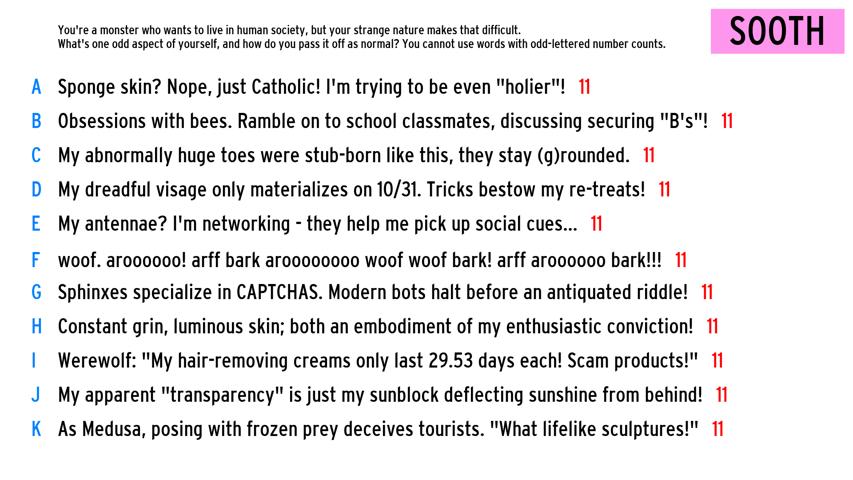 You're a monster who wants to live in human society, but your strange nature makes that difficult.
What's one odd aspect of yourself, and how do you pass it off as normal? You cannot use words with odd-lettered number counts.
SOOTH
A Sponge skin? Nope, just Catholic! I'm trying to be even "holier"! 11
B Obsessions with bees. Ramble on to school classmates, discussing securing "B's"! 11
C My abnormally huge toes were stub-born like this, they stay (g)rounded. 11
D My dreadful visage only materializes on 10/31. Tricks bestow my re-treats! 11
E My antennae? I'm networking - they help me pick up social cues... 11
F woof. aroooooo! arff bark aroooooooo woof woof bark! arff aroooooo bark!!! 11
G Sphinxes specialize in CAPTCHAS. Modern bots halt before an antiquated riddle! 11
H Constant grin, luminous skin; both an embodiment of my enthusiastic conviction! 11
I Werewolf: "My hair-removing creams only last 29.53 days each! Scam products!" 11
J My apparent "transparency" is just my sunblock deflecting sunshine from behind! 11
K As Medusa, posing with frozen prey deceives tourists. "What lifelike sculptures!" 11